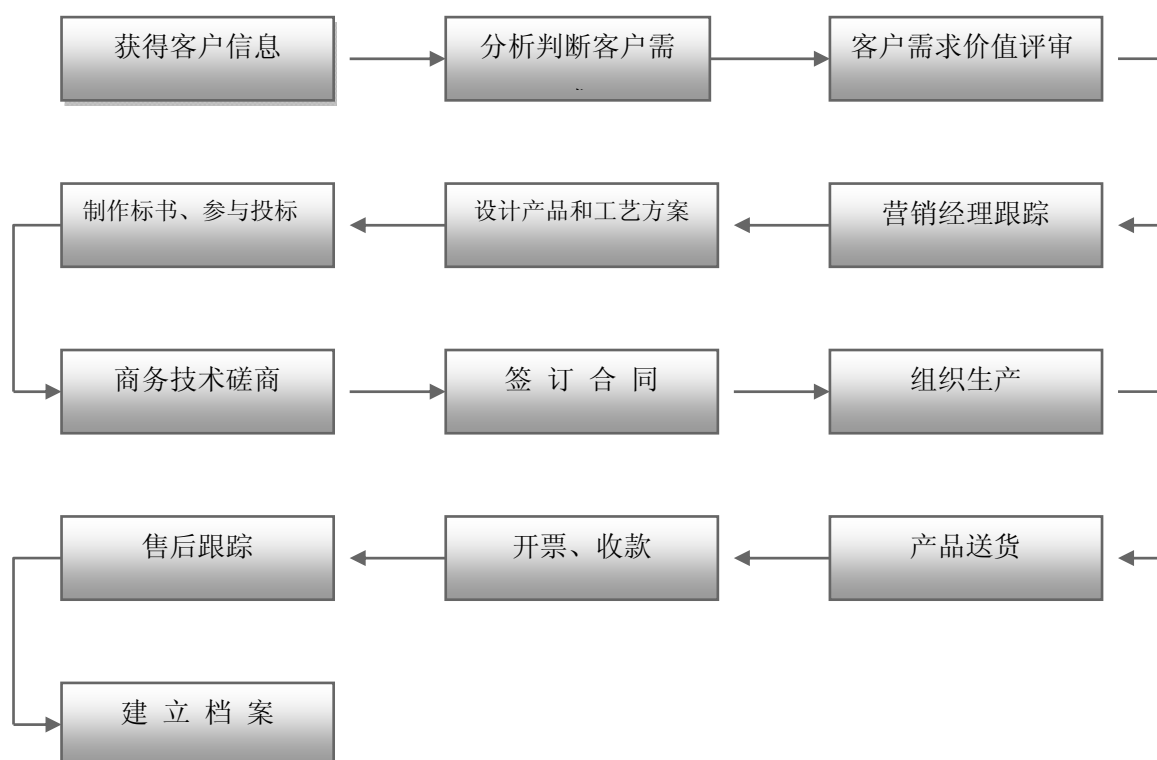 获得客户信息
分析判断客户需
客户需求价值评审
制作标书、参与投标
设计产品和工艺方案
营销经理跟踪
商务技术磋商
签 订 合 同
组织生产
售后跟踪
开票、收款
产品送货
建 立 档 案